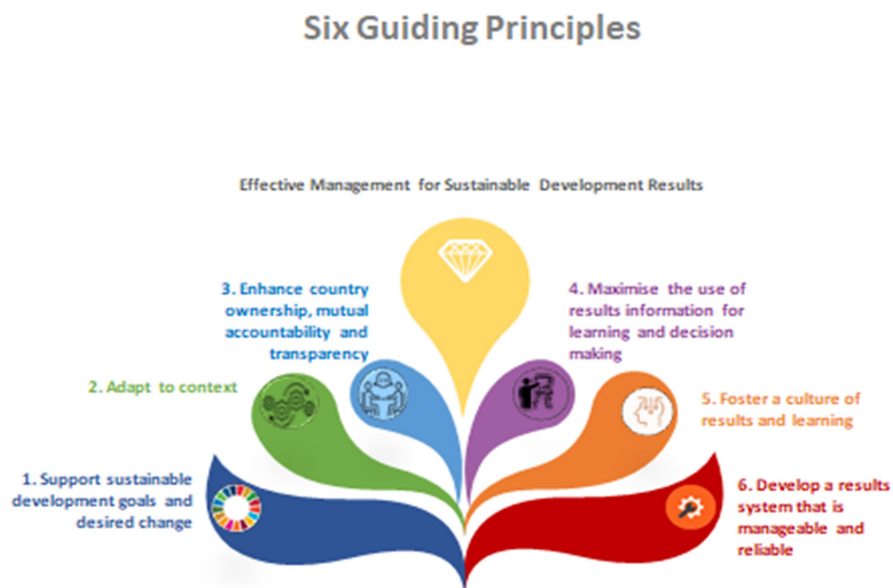 Six Guiding Principles
Effective Management for Sustainable Development Results
3. Enhance country
ownership, mutual
accountability and
transparency
4. Maximise the use of
results information for
learning and decision
making
2. Adapt to context
5. Foster a culture of
results and learning
1. Support sustainable
development goals and
desired change
6. Develop a results
system that is
manageable and
reliable